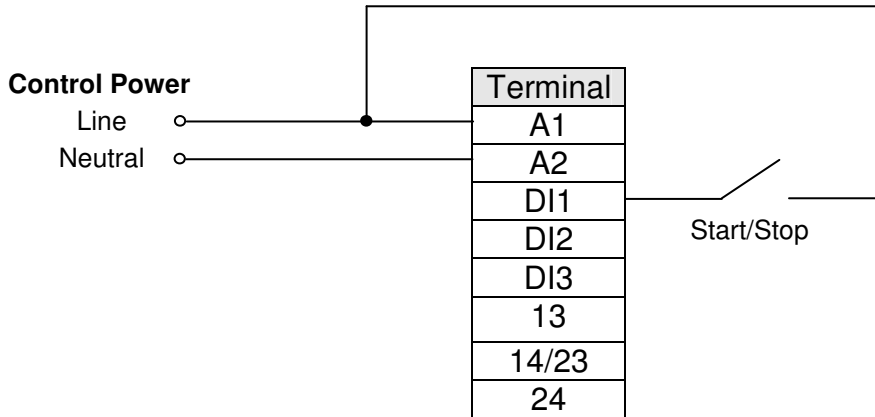 Control Power
Line
Neutral
Terminal
A1
A2
DI1
DI2
DI3
13
14/23
24
Start/Stop